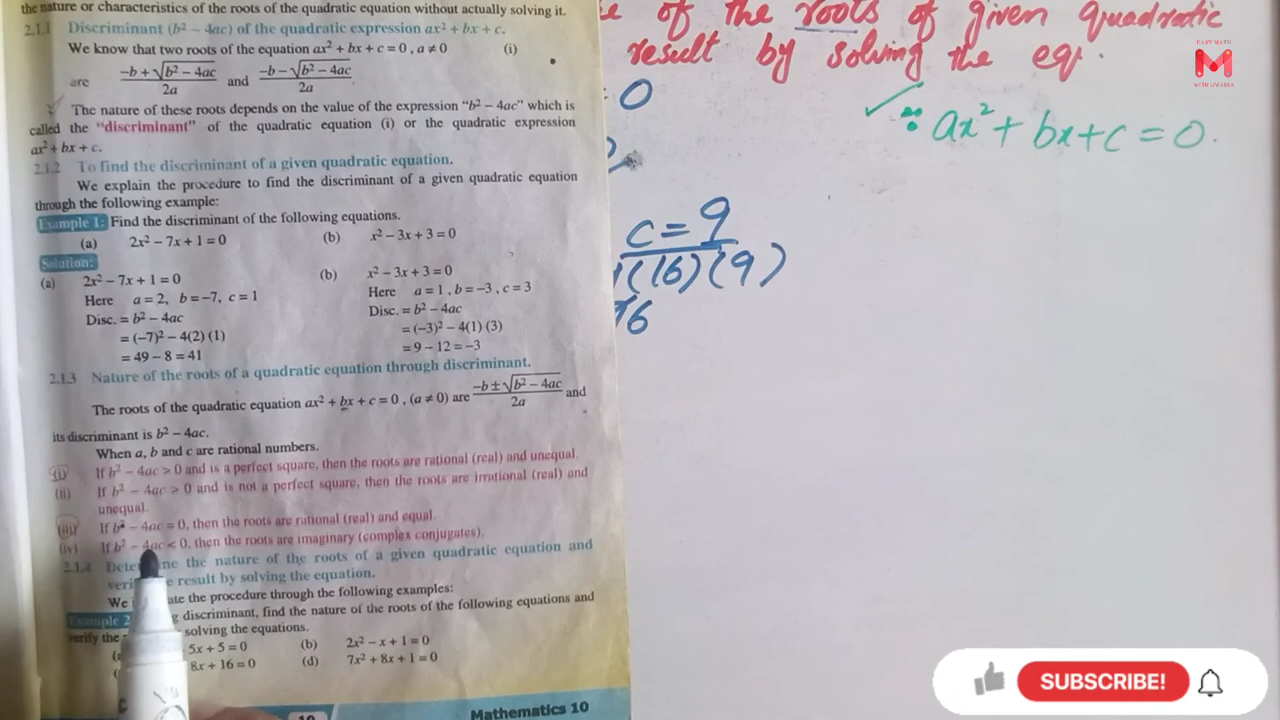 the nature or characteristics of the roots of the quadratic equation without actually solving it.
2.1.1 Discriminant (b² – 4ac) of the quadratic expression ax² + bx + c.
We know that two roots of the equation ax² + bx + c = 0 , a ≠ 0 (i)
are (–b + √(b² – 4ac))/2a and (–b – √(b² – 4ac))/2a.
The nature of these roots depends on the value of the expression "b² – 4ac" which is
called the "discriminant" of the quadratic equation (i) or the quadratic expression
ax² + bx + c.
2.1.2 To find the discriminant of a given quadratic equation.
We explain the procedure to find the discriminant of a given quadratic equation
through the following example:
Example 1: Find the discriminant of the following equations.
(a) 2x² – 7x + 1 = 0 (b) x² – 3x + 3 = 0
Solution:
(a) 2x² – 7x + 1 = 0 (b) x² – 3x + 3 = 0
Here a = 2, b = –7, c = 1 Here a = 1 , b = –3 , c = 3
Disc. = b² – 4ac Disc. = b² – 4ac
= (–7)² – 4(2) (1) = (–3)² – 4(1) (3)
= 49 – 8 = 41 = 9 – 12 = –3
2.1.3 Nature of the roots of a quadratic equation through discriminant.
The roots of the quadratic equation ax² + bx + c = 0 , (a ≠ 0) are (–b ± √(b² – 4ac))/2a and
its discriminant is b² – 4ac.
When a, b and c are rational numbers.
(i) If b² – 4ac > 0 and is a perfect square, then the roots are rational (real) and unequal.
(ii) If b² – 4ac > 0 and is not a perfect square, then the roots are irrational (real) and
unequal.
(iii) If b² – 4ac = 0, then the roots are rational (real) and equal.
(iv) If b² – 4ac < 0, then the roots are imaginary (complex conjugates).
2.1.4 the nature of the roots of a given quadratic equation and
result by solving the equation.
We the procedure through the following examples:
Example 2 discriminant, find the nature of the roots of the following equations and
verify the solving the equations.
5x + 5 = 0 (b) 2x² – x + 1 = 0
8x + 16 = 0 (d) 7x² + 8x + 1 = 0
Mathematics 10
of the roots of given quadratic
result by solving the eq.
= 0
∴ ax² + bx + c = 0.
c = 9
(16)(9)
EASY MATH
M
SUBSCRIBE!